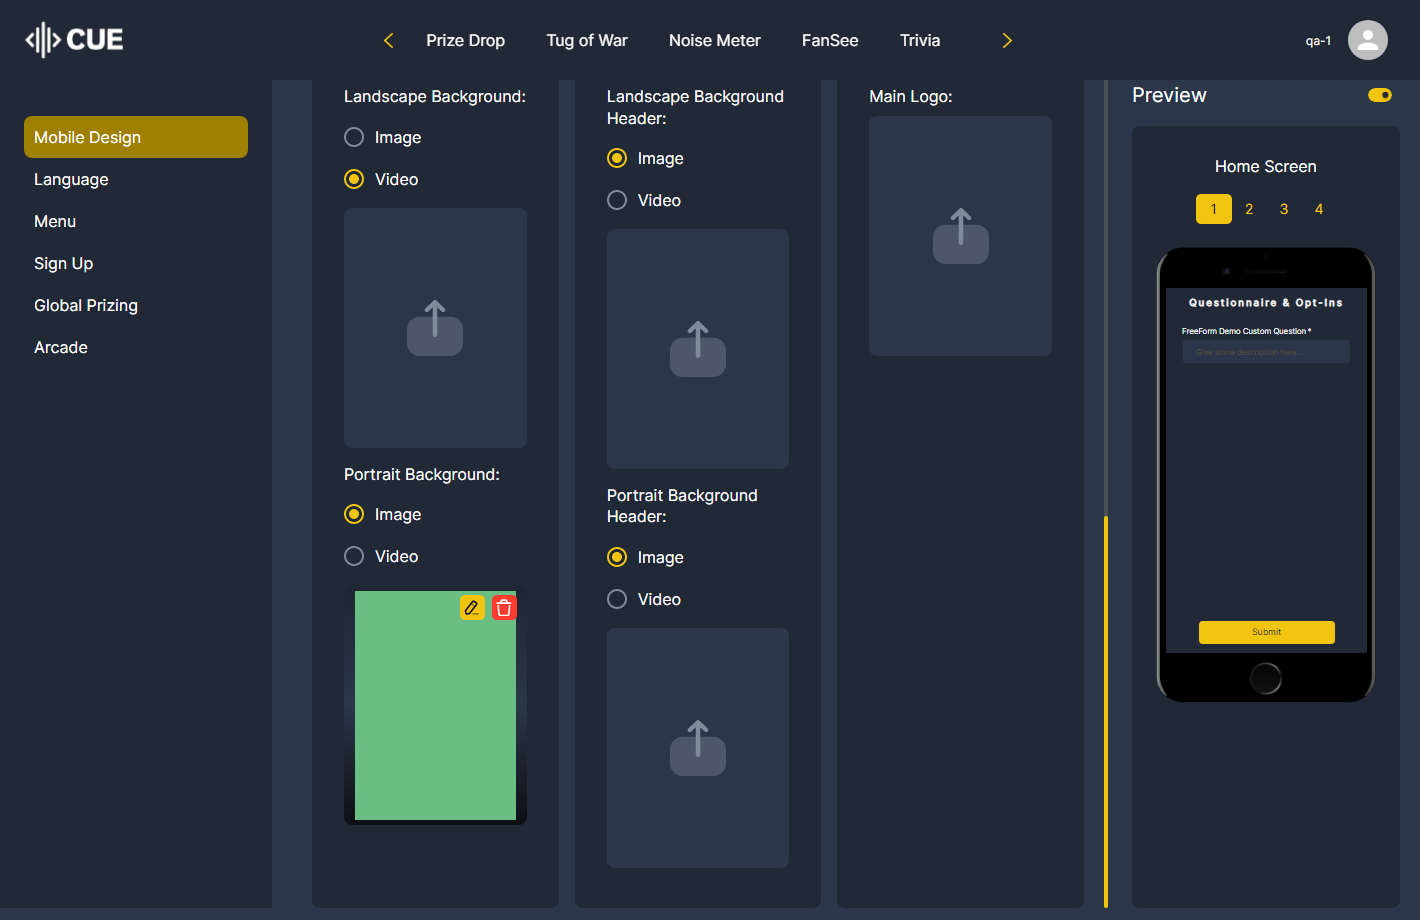 CUE
Prize Drop
Tug of War
Noise Meter
FanSee
Trivia
qa-1
Mobile Design
Language
Menu
Sign Up
Global Prizing
Arcade
Landscape Background:
Image
Video
Portrait Background:
Image
Video
Landscape Background
Header:
Image
Video
Portrait Background
Header:
Image
Video
Main Logo:
Preview
Home Screen
1 2 3 4
Questionnaire & Opt-Ins
FreeForm Demo Custom Question *
Give some description here...
Submit